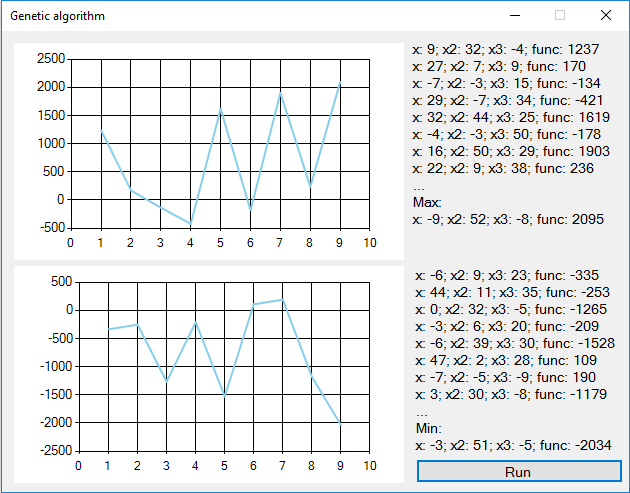 Genetic algorithm
2500
2000
1500
1000
500
0
-500
0 1 2 3 4 5 6 7 8 9 10
x: 9; x2: 32; x3: -4; func: 1237
x: 27; x2: 7; x3: 9; func: 170
x: -7; x2: -3; x3: 15; func: -134
x: 29; x2: -7; x3: 34; func: -421
x: 32; x2: 44; x3: 25; func: 1619
x: -4; x2: -3; x3: 50; func: -178
x: 16; x2: 50; x3: 29; func: 1903
x: 22; x2: 9; x3: 38; func: 236
...
Max:
x: -9; x2: 52; x3: -8; func: 2095
500
0
-500
-1000
-1500
-2000
-2500
0 1 2 3 4 5 6 7 8 9 10
x: -6; x2: 9; x3: 23; func: -335
x: 44; x2: 11; x3: 35; func: -253
x: 0; x2: 32; x3: -5; func: -1265
x: -3; x2: 6; x3: 20; func: -209
x: -6; x2: 39; x3: 30; func: -1528
x: 47; x2: 2; x3: 28; func: 109
x: -7; x2: -5; x3: -9; func: 190
x: 3; x2: 30; x3: -8; func: -1179
...
Min:
x: -3; x2: 51; x3: -5; func: -2034
Run